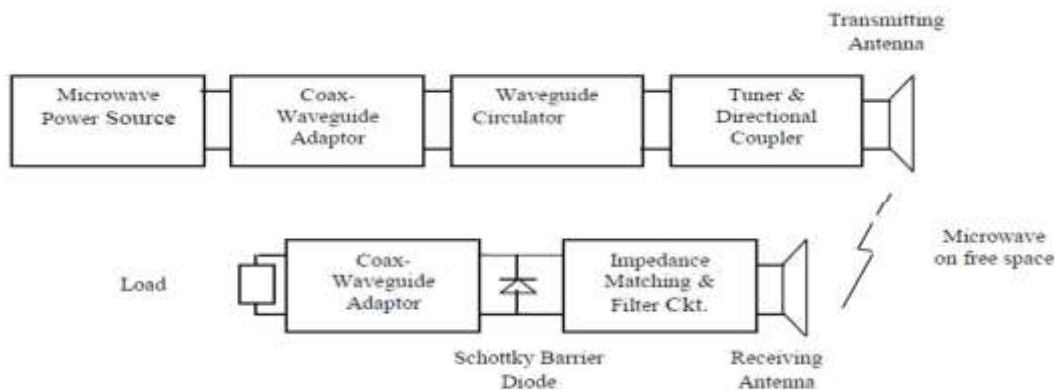 Transmitting
Antenna
Microwave
Power Source
Coax-
Waveguide
Adaptor
Waveguide
Circulator
Tuner &
Directional
Coupler
Microwave
on free space
Load
Coax-
Waveguide
Adaptor
Impedance
Matching &
Filter Ckt.
Schottky Barrier
Diode
Receiving
Antenna